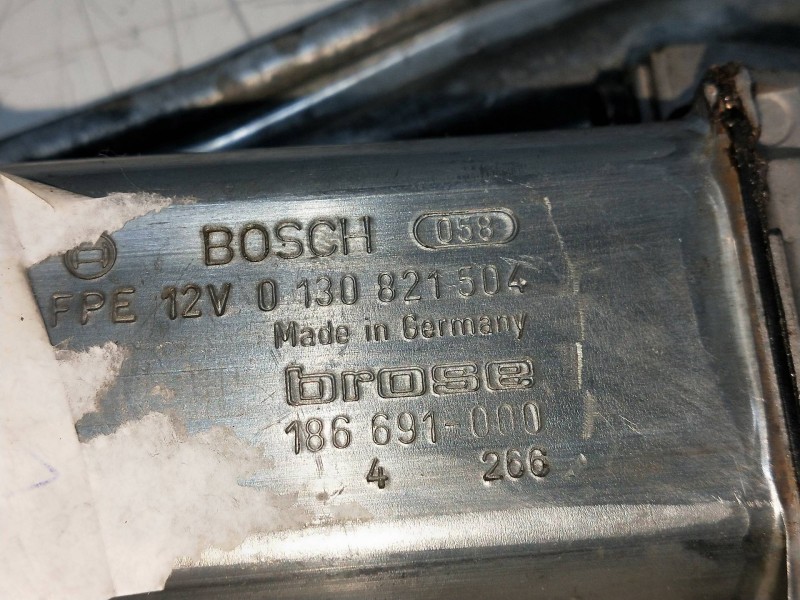 BOSCH 058
FPE 12V 0 130 821 504
Made in Germany
brose
186 691-000
4 266